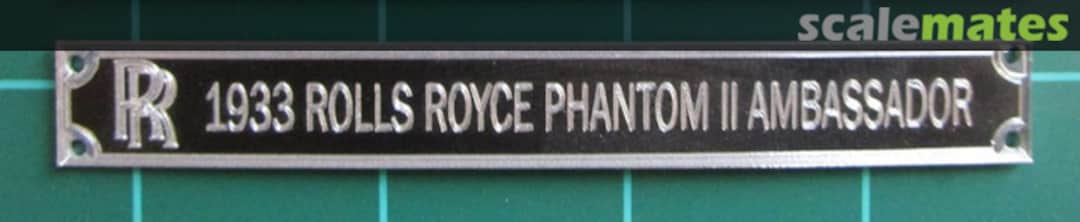 scalemates
RR 1933 ROLLS ROYCE PHANTOM II AMBASSADOR